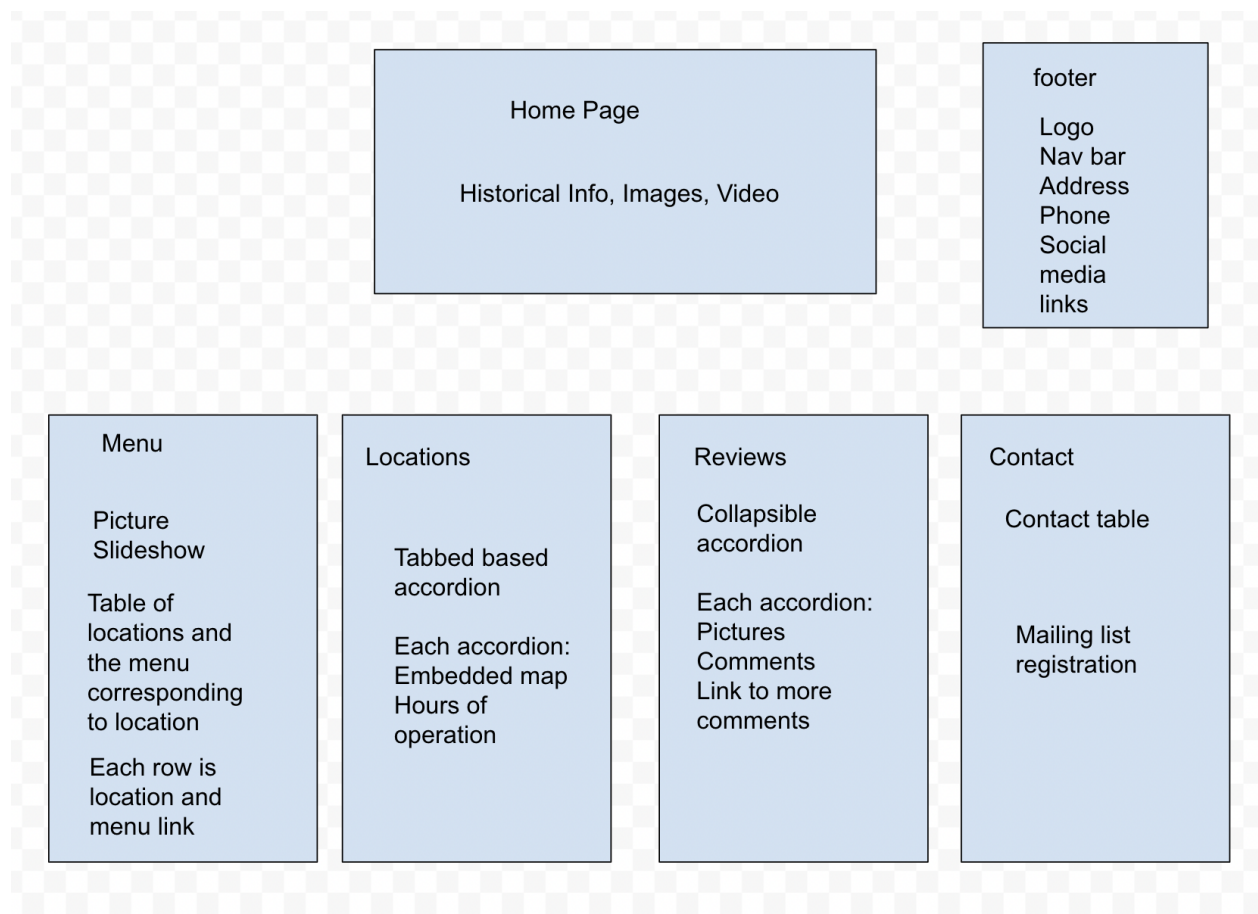 Home Page
Historical Info, Images, Video
footer
Logo
Nav bar
Address
Phone
Social
media
links
Menu
Picture
Slideshow
Table of
locations and
the menu
corresponding
to location
Each row is
location and
menu link
Locations
Tabbed based
accordion
Each accordion:
Embedded map
Hours of
operation
Reviews
Collapsible
accordion
Each accordion:
Pictures
Comments
Link to more
comments
Contact
Contact table
Mailing list
registration